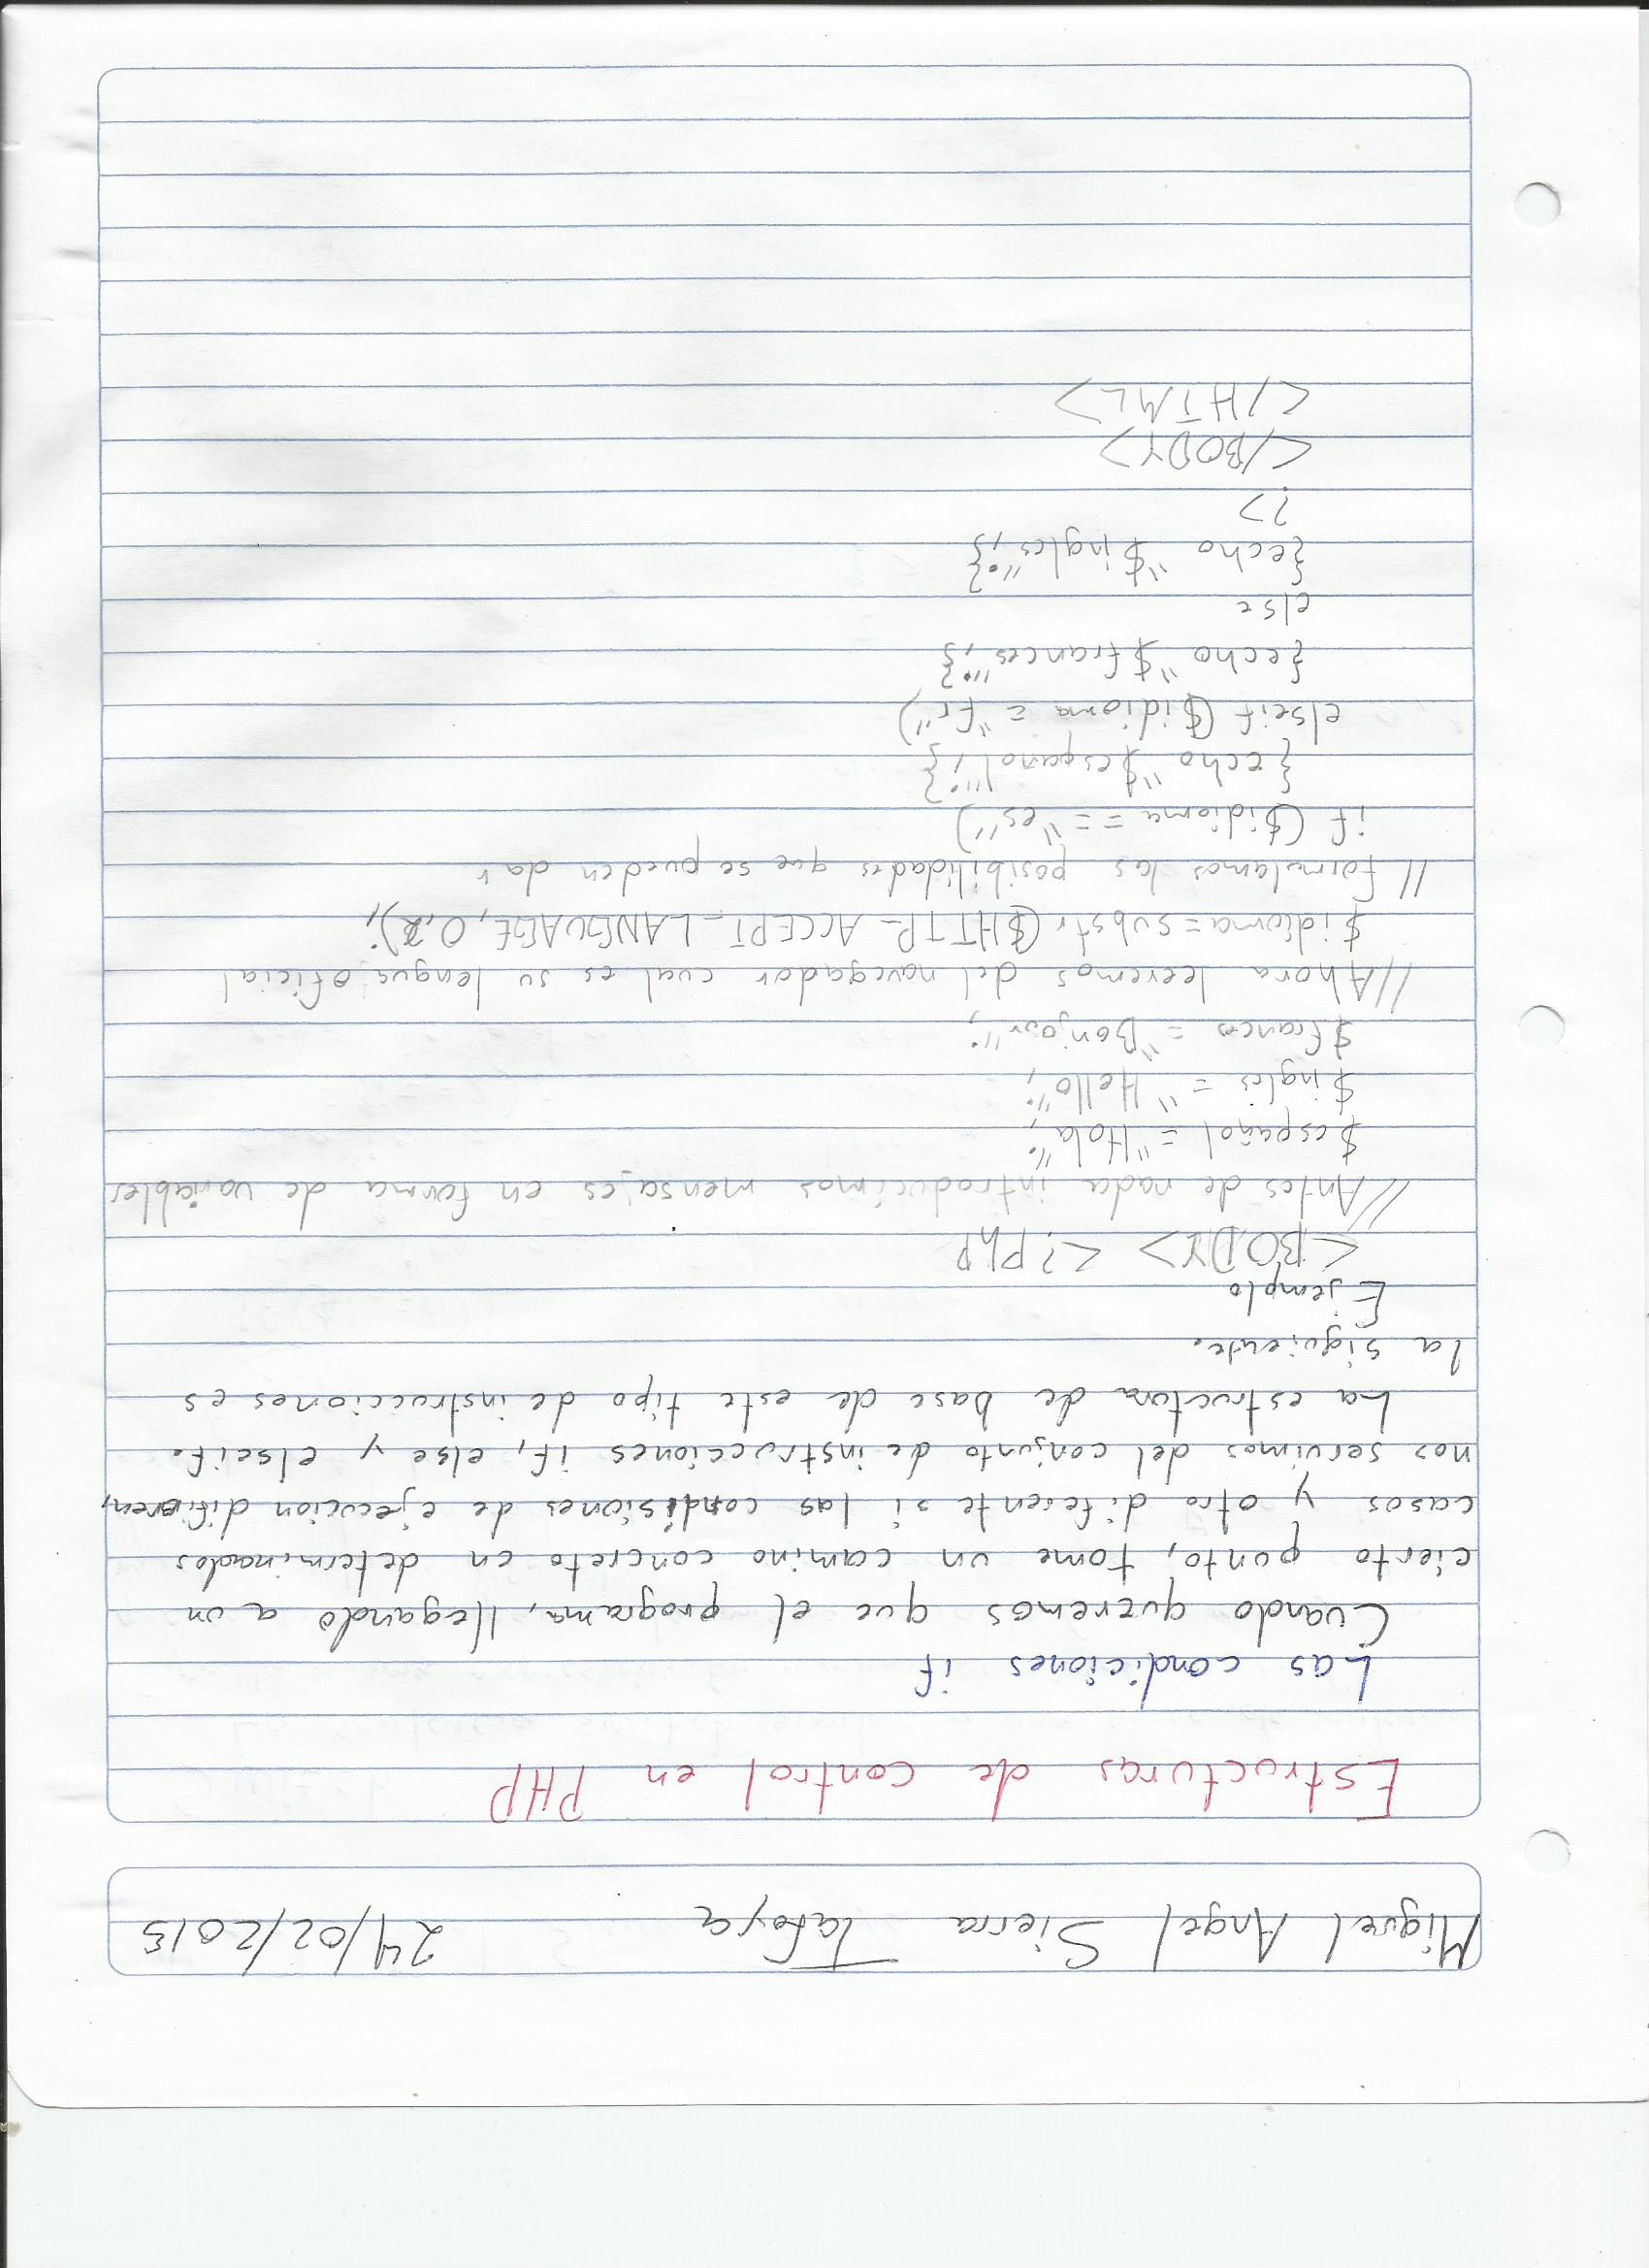 Miguel Angel Sierra Tafoya 24/02/2015
Estructuras de control en PHP
Las condiciones if
Cuando queremos que el programa, llegando a un
cierto punto, tome un camino concreto en determinados
casos y otro diferente si las condisiones de ejecucion difieren,
nos servimos del conjunto de instrucciones if, else y elseif.
La estructura de base de este tipo de instrucciones es
la siguiente.
Ejemplo
<BODY> <?PhP
//Antes de nada introducimos mensajes en forma de variables
$español = "Hola";
$ingles = "Hello";
$frances = "Bonjour";
//Ahora leeremos del navegador cual es su lengua oficial
$idioma=substr($HTTP_ACCEPT_LANGUAGE,0,2);
//formulamos las posibilidades que se pueden dar
if ($idioma == "es")
{echo "$español";}
elseif ($idioma = "fr")
{echo "$frances";}
else
{echo "$ingles";}
?>
</BODY>
</HTML>